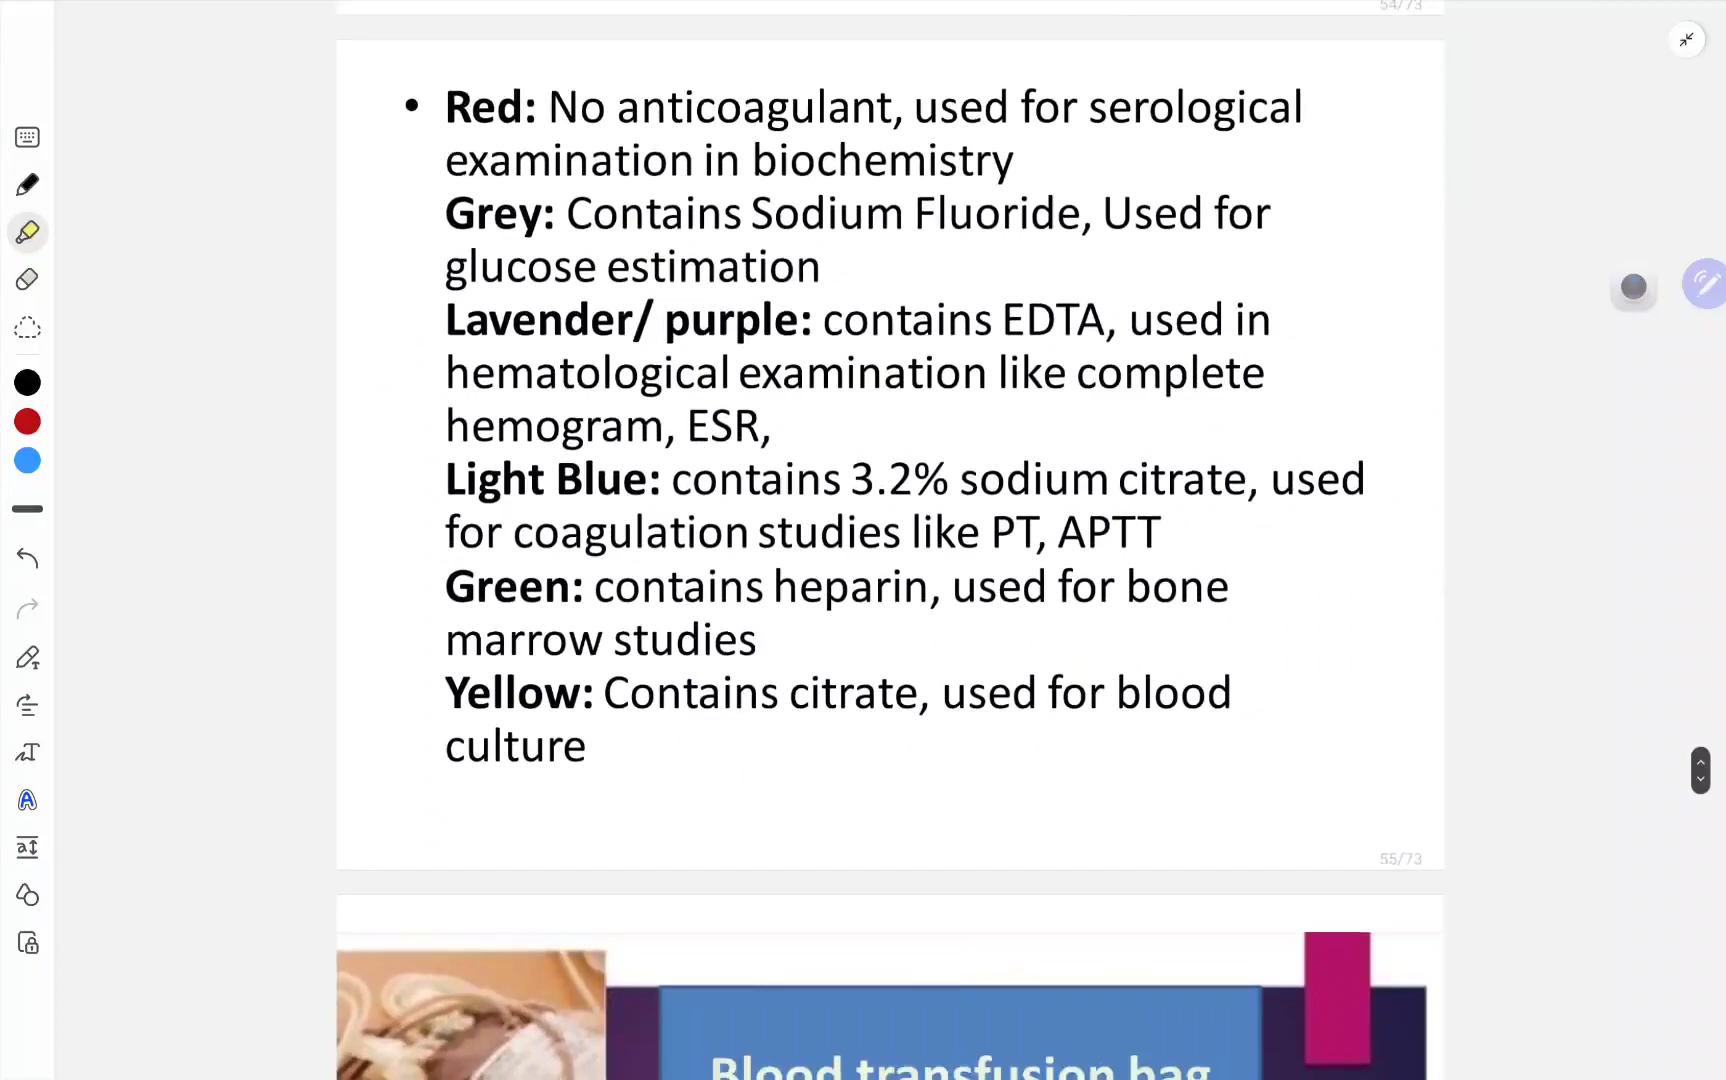 54/73
• Red: No anticoagulant, used for serological
examination in biochemistry
Grey: Contains Sodium Fluoride, Used for
glucose estimation
Lavender/ purple: contains EDTA, used in
hematological examination like complete
hemogram, ESR,
Light Blue: contains 3.2% sodium citrate, used
for coagulation studies like PT, APTT
Green: contains heparin, used for bone
marrow studies
Yellow: Contains citrate, used for blood
culture
55/73
Blood transfusion bag